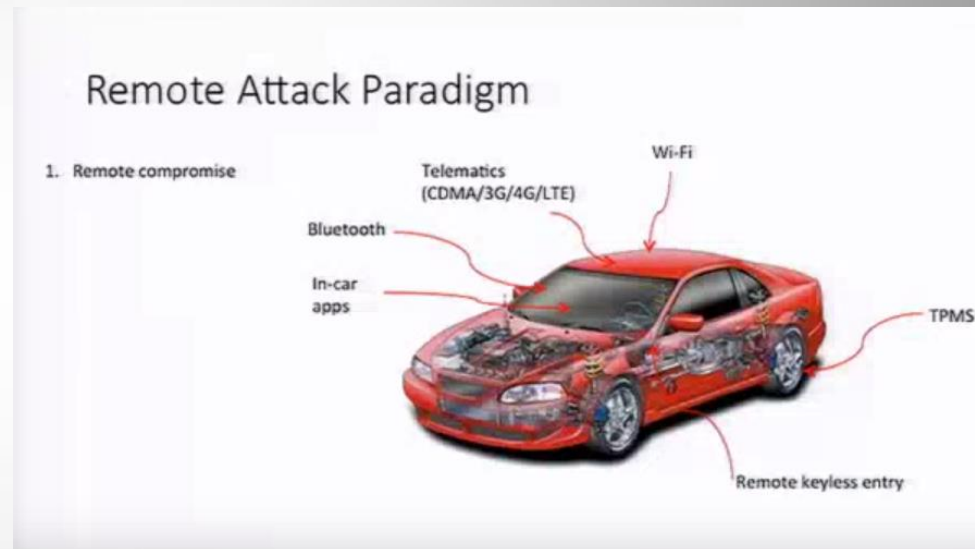 Remote Attack Paradigm
1. Remote compromise
Wi-Fi
Telematics
(CDMA/3G/4G/LTE)
Bluetooth
In-car
apps
TPMS
Remote keyless entry